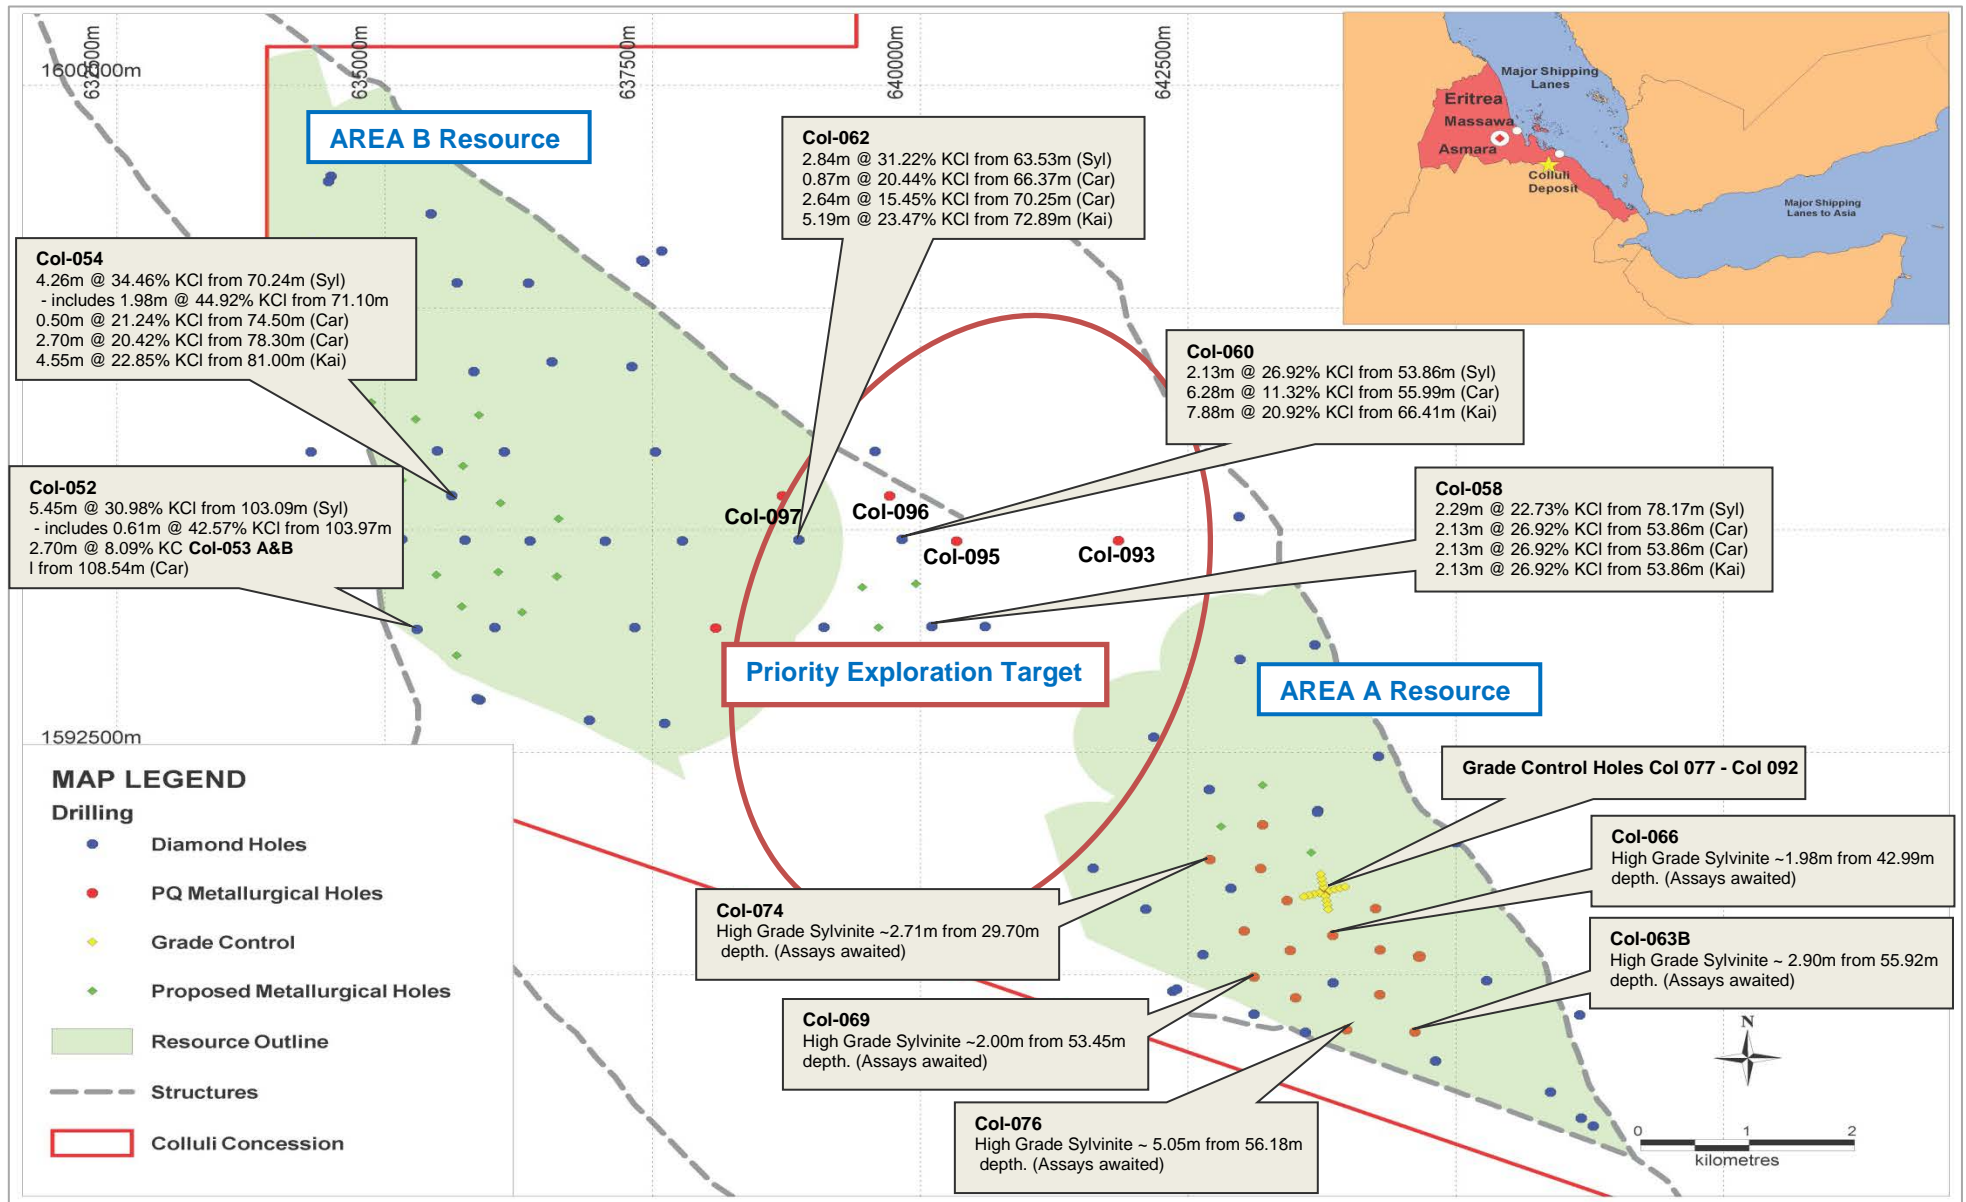 632500m
635000m
637500m
640000m
642500m
1600000m
AREA B Resource
Col-062
2.84m @ 31.22% KCl from 63.53m (Syl)
0.87m @ 20.44% KCl from 66.37m (Car)
2.64m @ 15.45% KCl from 70.25m (Car)
5.19m @ 23.47% KCl from 72.89m (Kai)
Major Shipping
Lanes
Eritrea
Massawa
Asmara
Colluli
Deposit
Major Shipping
Lanes to Asia
Col-054
4.26m @ 34.46% KCl from 70.24m (Syl)
- includes 1.98m @ 44.92% KCl from 71.10m
0.50m @ 21.24% KCl from 74.50m (Car)
2.70m @ 20.42% KCl from 78.30m (Car)
4.55m @ 22.85% KCl from 81.00m (Kai)
Col-060
2.13m @ 26.92% KCl from 53.86m (Syl)
6.28m @ 11.32% KCl from 55.99m (Car)
7.88m @ 20.92% KCl from 66.41m (Kai)
Col-052
5.45m @ 30.98% KCl from 103.09m (Syl)
- includes 0.61m @ 42.57% KCl from 103.97m
2.70m @ 8.09% KC Col-053 A&B
l from 108.54m (Car)
Col-058
2.29m @ 22.73% KCl from 78.17m (Syl)
2.13m @ 26.92% KCl from 53.86m (Car)
2.13m @ 26.92% KCl from 53.86m (Car)
2.13m @ 26.92% KCl from 53.86m (Kai)
Col-097
Col-096
Col-095
Col-093
Priority Exploration Target
AREA A Resource
1592500m
Grade Control Holes Col 077 - Col 092
Col-066
High Grade Sylvinite ~1.98m from 42.99m
depth. (Assays awaited)
Col-074
High Grade Sylvinite ~2.71m from 29.70m
depth. (Assays awaited)
Col-063B
High Grade Sylvinite ~ 2.90m from 55.92m
depth. (Assays awaited)
Col-069
High Grade Sylvinite ~2.00m from 53.45m
depth. (Assays awaited)
Col-076
High Grade Sylvinite ~ 5.05m from 56.18m
depth. (Assays awaited)
MAP LEGEND
Drilling
Diamond Holes
PQ Metallurgical Holes
Grade Control
Proposed Metallurgical Holes
Resource Outline
Structures
Colluli Concession
N
0 1 2
kilometres